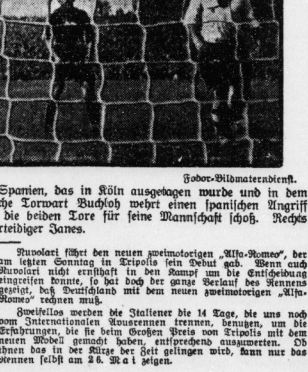 Fodor-Bildmaterndienst.
Spanien, das in Köln ausgetragen wurde und in dem
che Torwart Buchloh wehrt einen spanischen Angriff
die beiden Tore für seine Mannschaft schoß. Rechts
rteidiger Janes.
Nuvolari führt den neuen zweimotorigen „Alfa-Romeo“, der
am letzten Sonntag in Tripolis sein Debut gab. Wenn auch
Nuvolari nicht ernsthaft in den Kampf um die Entscheidung
eingreifen konnte, so hat doch der ganze Verlauf des Rennens
gezeigt, daß Deutschland mit dem neuen zweimotorigen „Alfa-
Romeo“ rechnen muß.
Zweifellos werden die Italiener die 14 Tage, die uns noch
vom Internationalen Avusrennen trennen, benutzen, um die
Erfahrungen, die sie beim Großen Preis von Tripolis mit dem
neuen Modell gemacht haben, entsprechend auszuwerten. Ob
ihnen das in der Kürze der Zeit gelingen wird, kann nur das
Rennen selbst am 26. Mai zeigen.